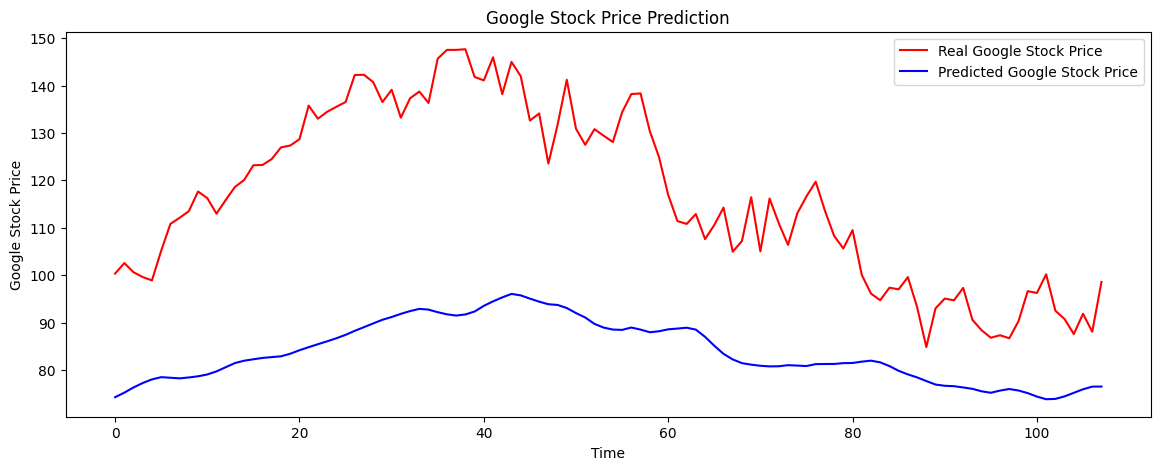 Google Stock Price Prediction
Real Google Stock Price
Predicted Google Stock Price
Google Stock Price
150
140
130
120
110
100
90
80
0 20 40 60 80 100
Time